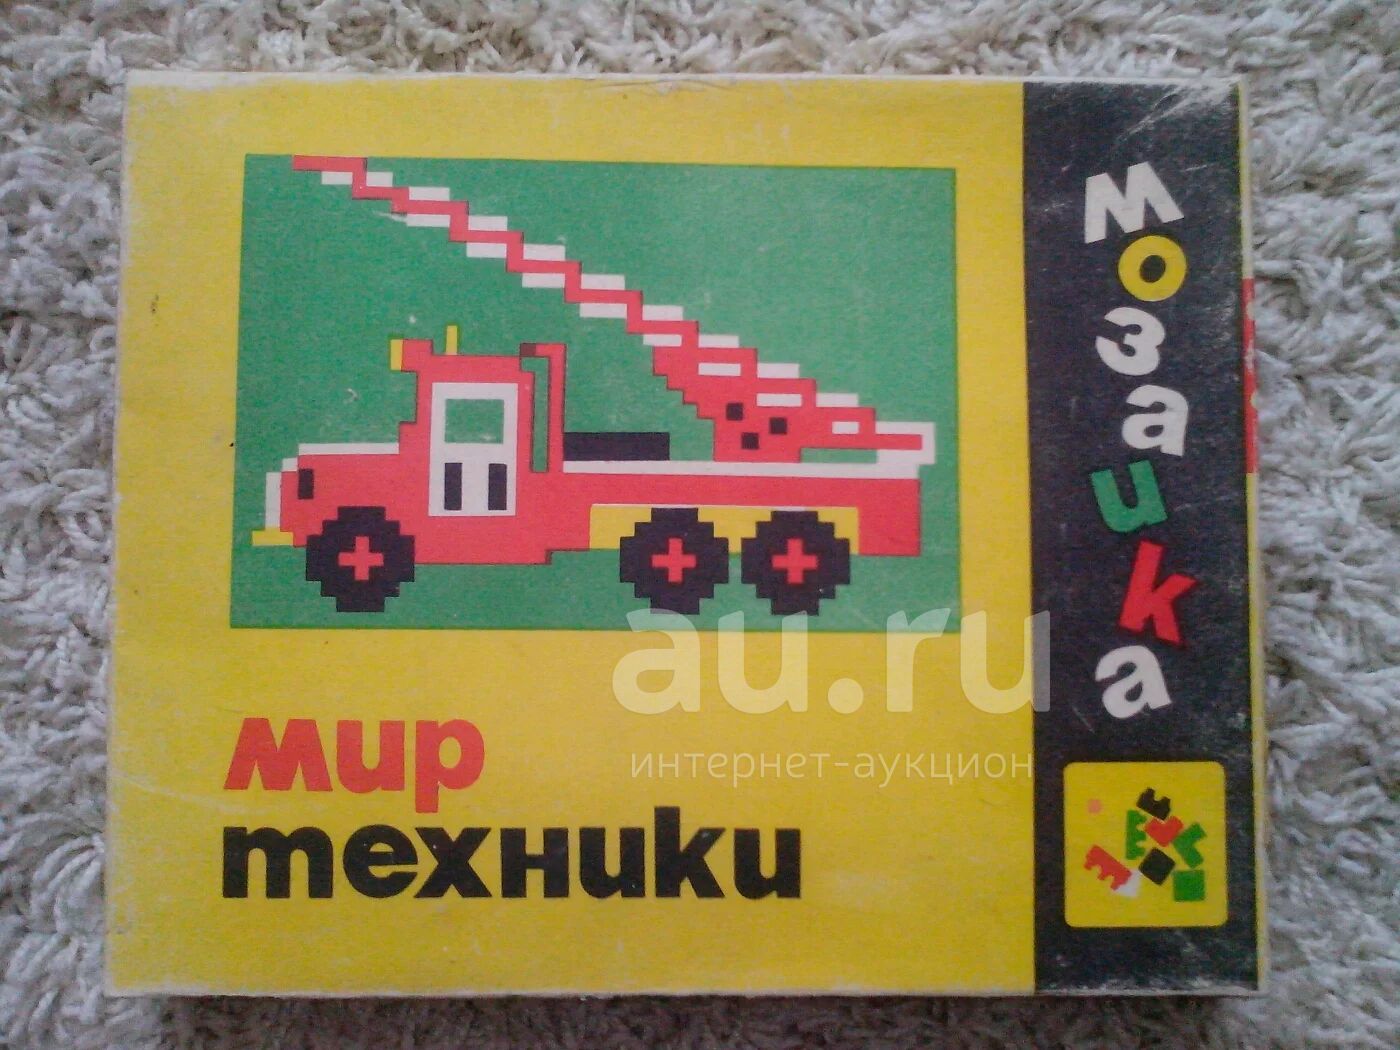 мозаика
мир
техники
au.ru
интернет-аукцион